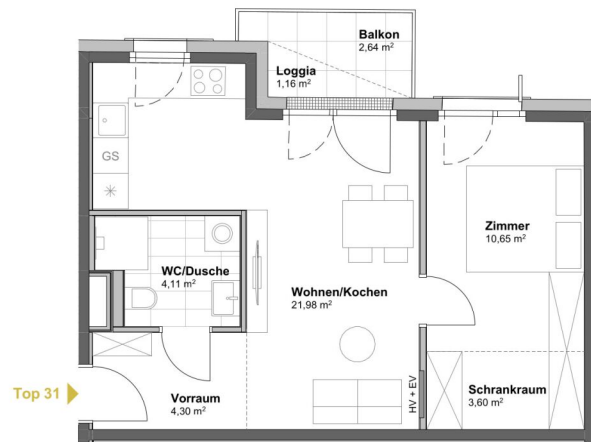 Balkon
2,64 m²
Loggia
1,16 m²
GS
Zimmer
10,65 m²
WC/Dusche
4,11 m²
Wohnen/Kochen
21,98 m²
Top 31
Vorraum
4,30 m²
HV + EV
Schrankraum
3,60 m²